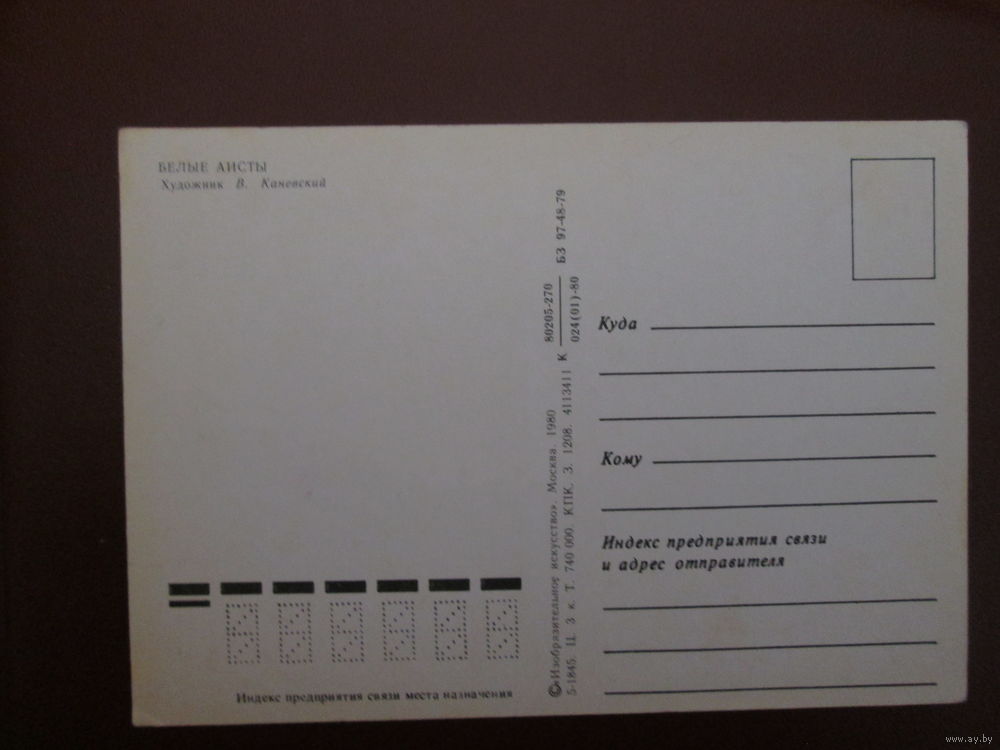 БЕЛЫЕ АИСТЫ
Художник В. Каневский
Индекс предприятия связи места назначения
© «Изобразительное искусство». Москва. 1980
5-1845. Ц. 3 к. Т. 740 000. КПК. З. 1208. 4113411 К
80205-270
024(01)-80
БЗ 97-48-79
Куда
Кому
Индекс предприятия связи
и адрес отправителя
www.ay.by